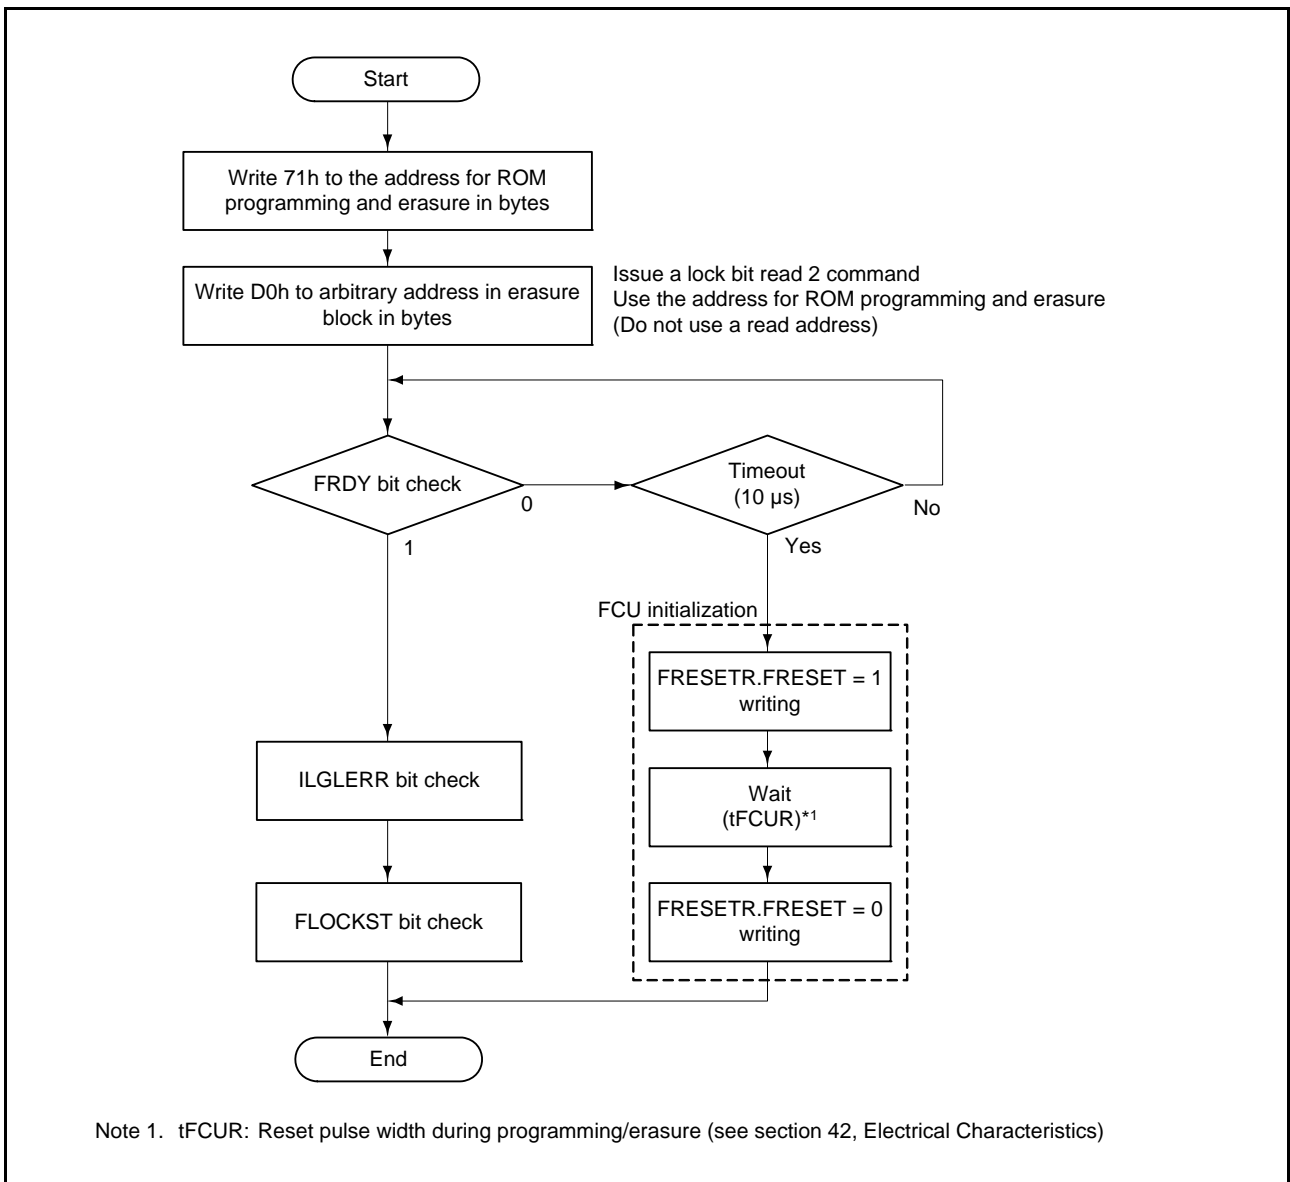 Start
Write 71h to the address for ROM
programming and erasure in bytes
Write D0h to arbitrary address in erasure
block in bytes
Issue a lock bit read 2 command
Use the address for ROM programming and erasure
(Do not use a read address)
FRDY bit check
0
1
Timeout
(10 µs)
No
Yes
FCU initialization
FRESETR.FRESET = 1
writing
Wait
(tFCUR)*1
FRESETR.FRESET = 0
writing
ILGLERR bit check
FLOCKST bit check
End
Note 1. tFCUR: Reset pulse width during programming/erasure (see section 42, Electrical Characteristics)